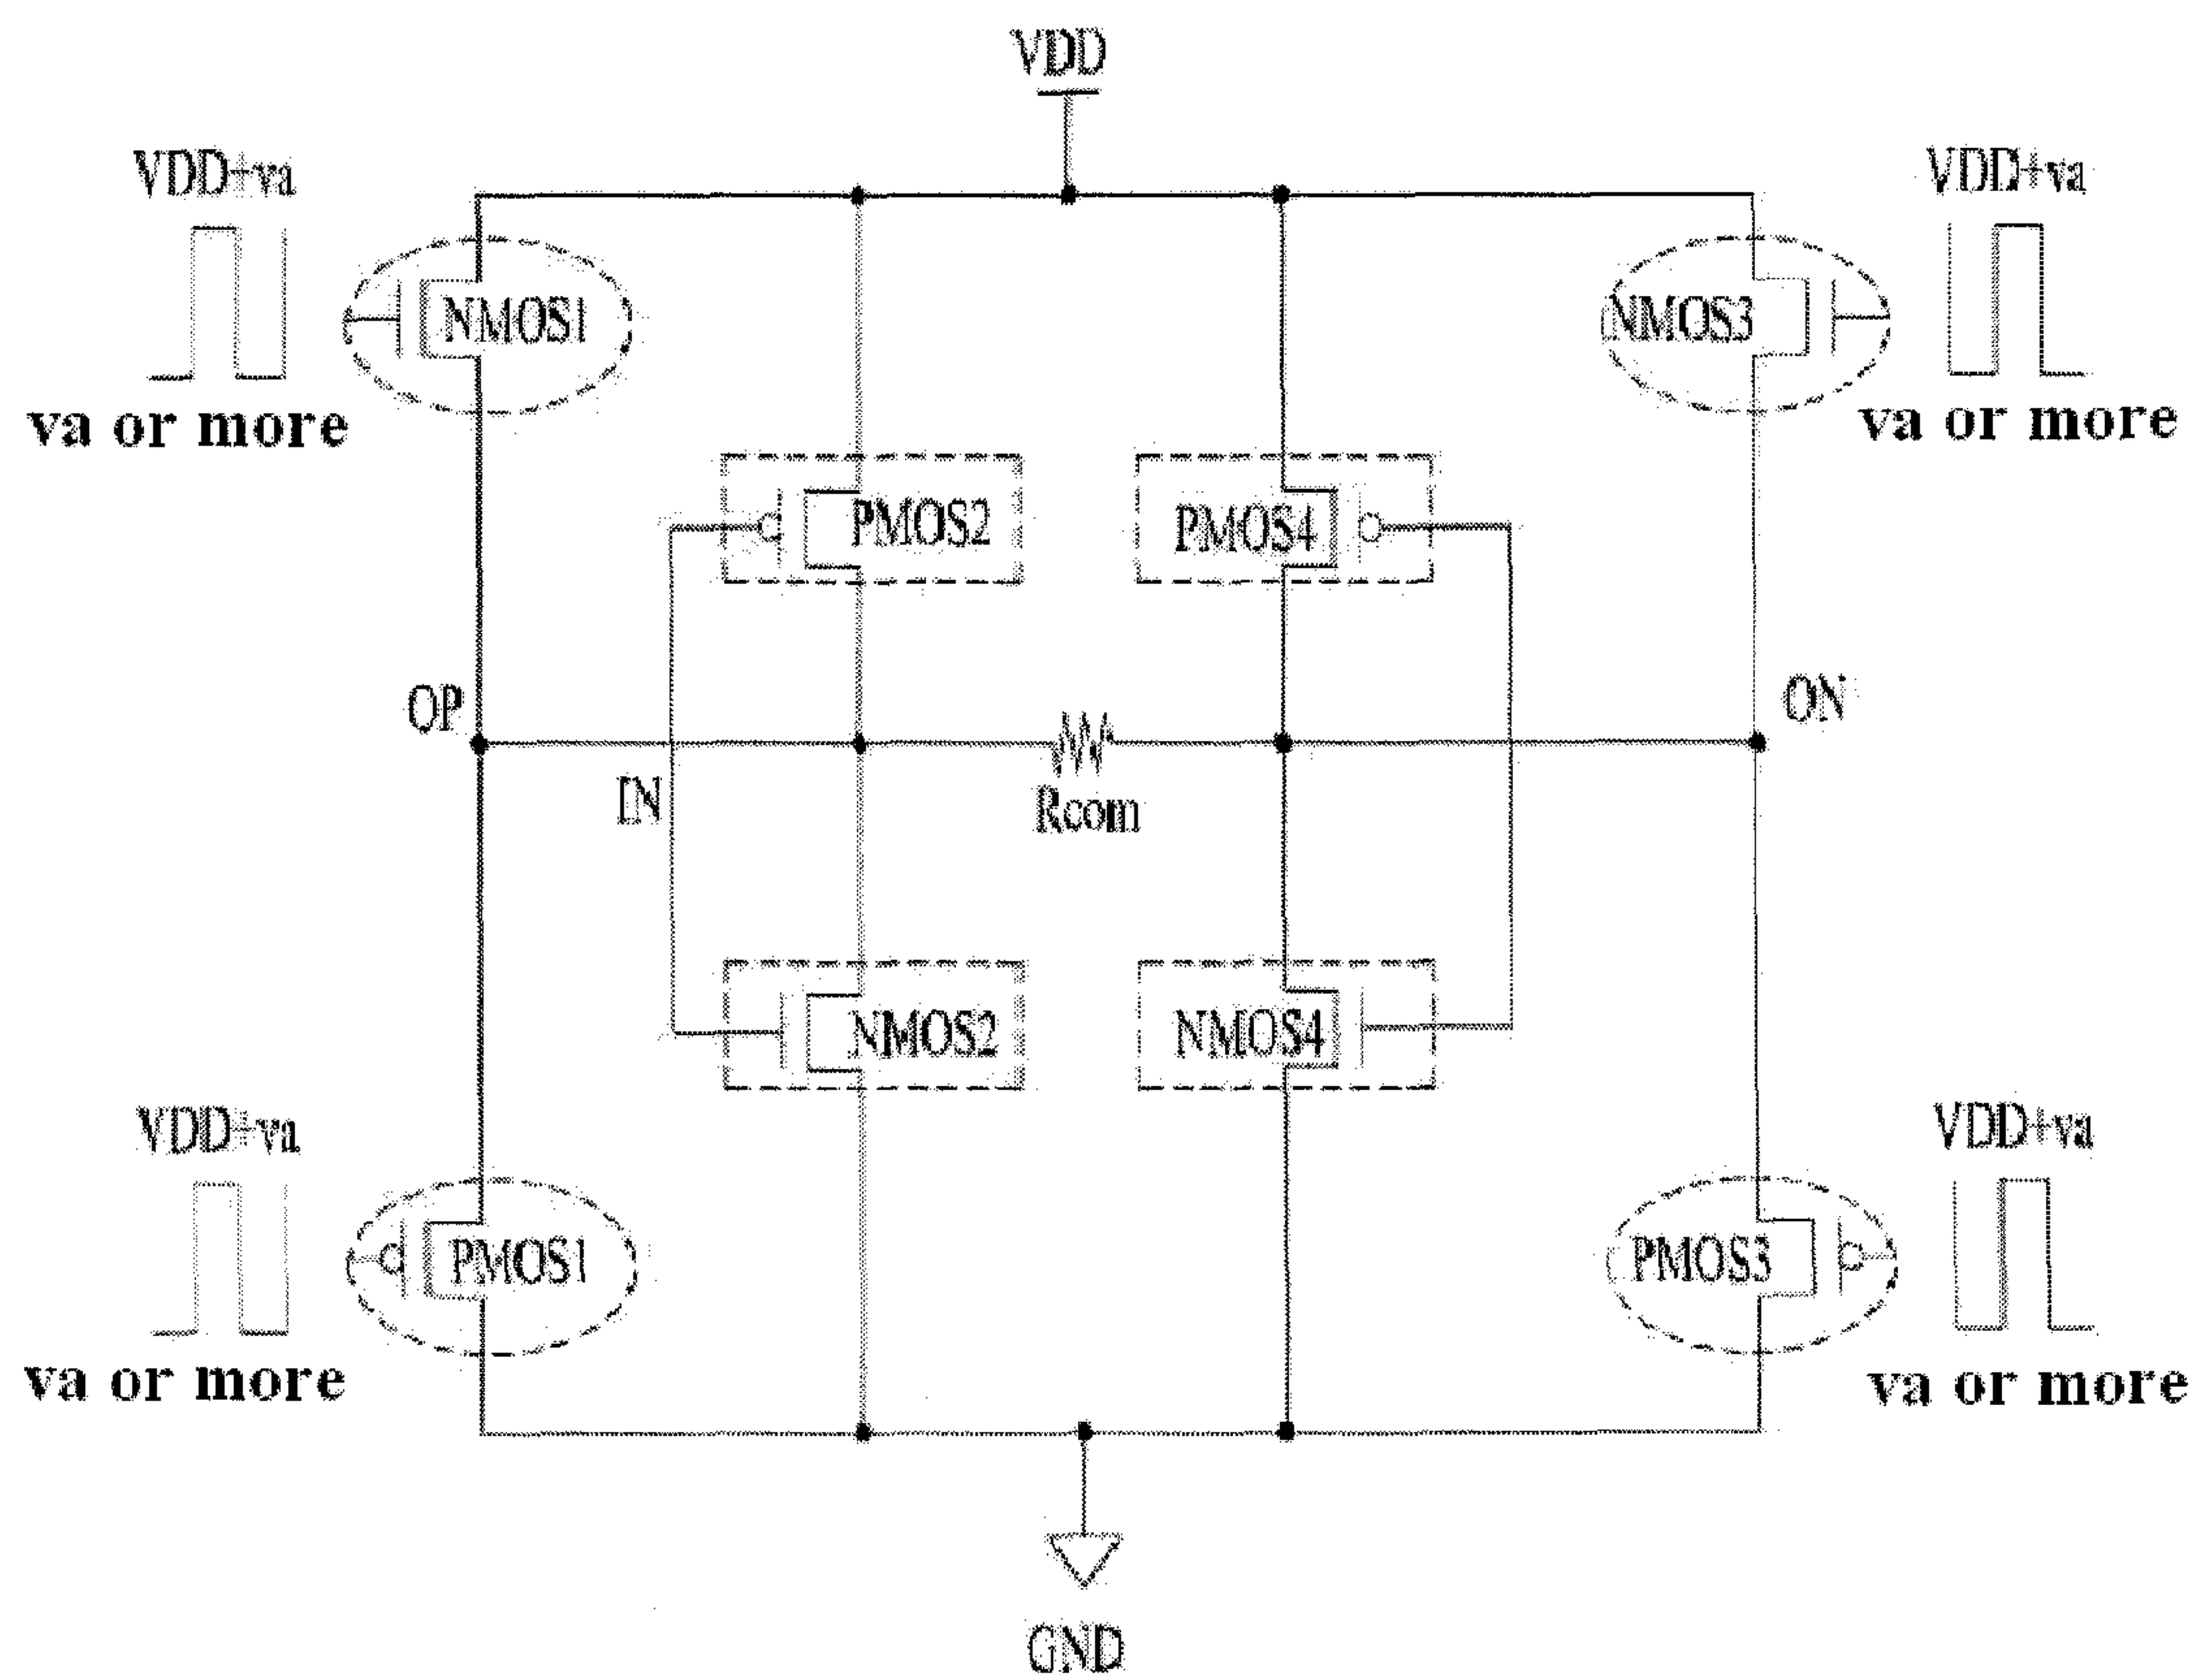 VDD
VDD+va
VDD+va
NMOS1
NMOS3
va or more
va or more
PMOS2
PMOS4
OP
ON
IN
Rcom
NMOS2
NMOS4
VDD+va
VDD+va
PMOS1
PMOS3
va or more
va or more
GND